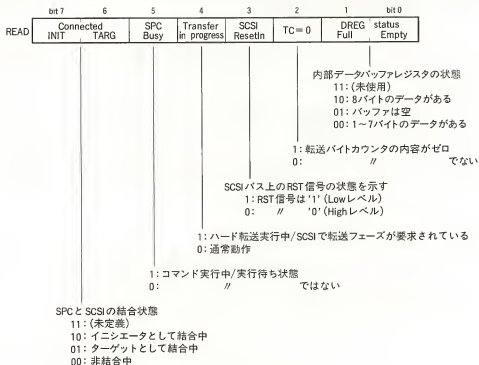 bit 7 6 5 4 3 2 1 bit 0
READ
Connected
INIT TARG
SPC
Busy
Transfer
in progress
SCSI
ResetIn
TC=0
DREG status
Full Empty
内部データバッファレジスタの状態
11:(未使用)
10:8バイトのデータがある
01:バッファは空
00:1〜7バイトのデータがある
1:転送バイトカウンタの内容がゼロ
0: 〃 でない
SCSIバス上のRST信号の状態を示す
1:RST信号は'1'(Lowレベル)
0: 〃 '0'(Highレベル)
1:ハード転送実行中/SCSIで転送フェーズが要求されている
0:通常動作
1:コマンド実行中/実行待ち状態
0: 〃 ではない
SPCとSCSIの結合状態
11:(未定義)
10:イニシエータとして結合中
01:ターゲットとして結合中
00:非結合中